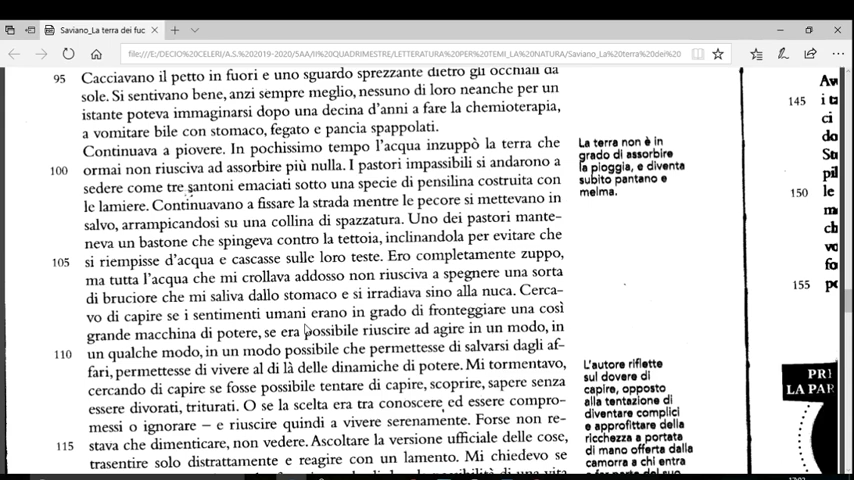 Saviano_La terra dei fuc
file:///E:/DECIO%20CELERI/A.S.%202019-2020/5AA/II%20QUADRIMESTRE/LETTERATURA%20PER%20TEMI_LA%20NATURA/Saviano_La%20terra%20dei%20
95 Cacciavano il petto in fuori e uno sguardo sprezzante dietro gli occhiali da
sole. Si sentivano bene, anzi sempre meglio, nessuno di loro neanche per un
istante poteva immaginarsi dopo una decina d'anni a fare la chemioterapia,
a vomitare bile con stomaco, fegato e pancia spappolati.
Continuava a piovere. In pochissimo tempo l'acqua inzuppò la terra che
100 ormai non riusciva ad assorbire più nulla. I pastori impassibili si andarono a
sedere come tre santoni emaciati sotto una specie di pensilina costruita con
le lamiere. Continuavano a fissare la strada mentre le pecore si mettevano in
salvo, arrampicandosi su una collina di spazzatura. Uno dei pastori mante-
neva un bastone che spingeva contro la tettoia, inclinandola per evitare che
105 si riempisse d'acqua e cascasse sulle loro teste. Ero completamente zuppo,
ma tutta l'acqua che mi crollava addosso non riusciva a spegnere una sorta
di bruciore che mi saliva dallo stomaco e si irradiava sino alla nuca. Cerca-
vo di capire se i sentimenti umani erano in grado di fronteggiare una così
grande macchina di potere, se era possibile riuscire ad agire in un modo, in
110 un qualche modo, in un modo possibile che permettesse di salvarsi dagli af-
fari, permettesse di vivere al di là delle dinamiche di potere. Mi tormentavo,
cercando di capire se fosse possibile tentare di capire, scoprire, sapere senza
essere divorati, triturati. O se la scelta era tra conoscere ed essere compro-
messi o ignorare – e riuscire quindi a vivere serenamente. Forse non re-
115 stava che dimenticare, non vedere. Ascoltare la versione ufficiale delle cose,
trasentire solo distrattamente e reagire con un lamento. Mi chiedevo se
La terra non è in
grado di assorbire
la pioggia, e diventa
subito pantano e
melma.
L'autore riflette
sul dovere di
capire, opposto
alla tentazione di
diventare complici
e approfittare della
ricchezza a portata
di mano offerta dalla
camorra a chi entra
a far parte del suo
145 i ta
ci
do
150 le
ch
vo
fo
155
PRI
LA PAR